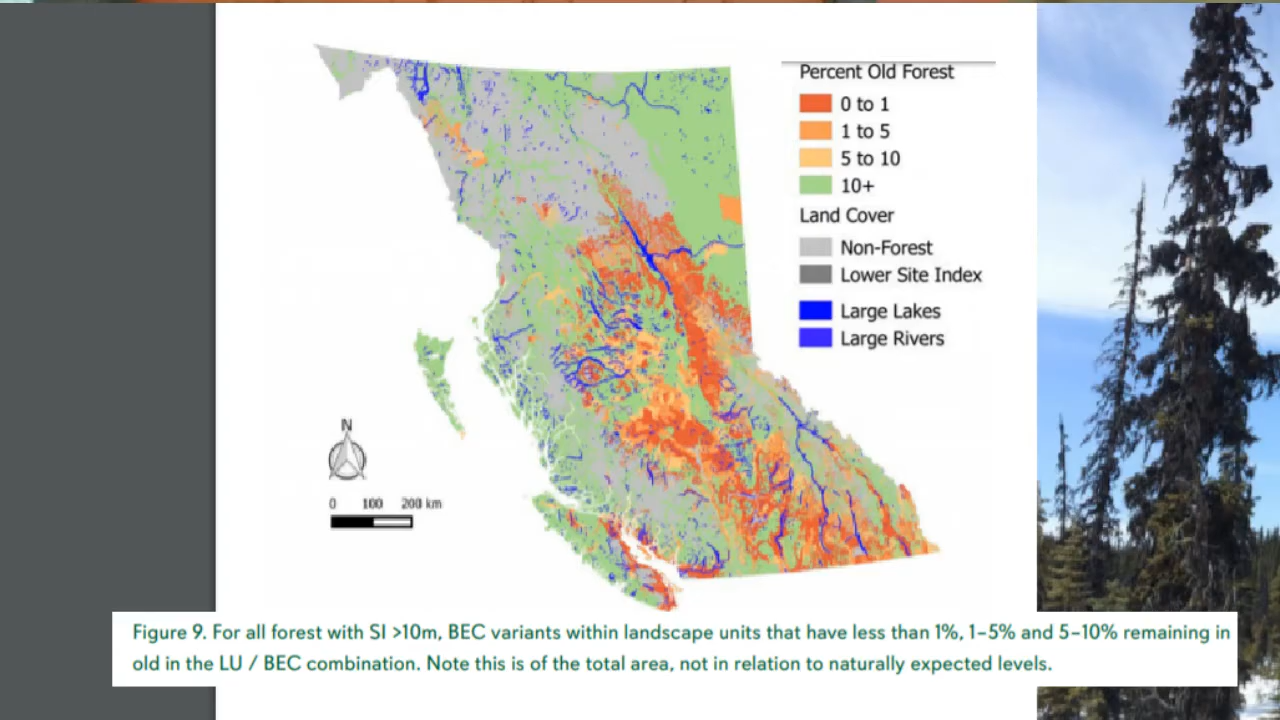 Percent Old Forest
0 to 1
1 to 5
5 to 10
10+
Land Cover
Non-Forest
Lower Site Index
Large Lakes
Large Rivers
N
0 100 200 km
Figure 9. For all forest with SI >10m, BEC variants within landscape units that have less than 1%, 1–5% and 5–10% remaining in
old in the LU / BEC combination. Note this is of the total area, not in relation to naturally expected levels.